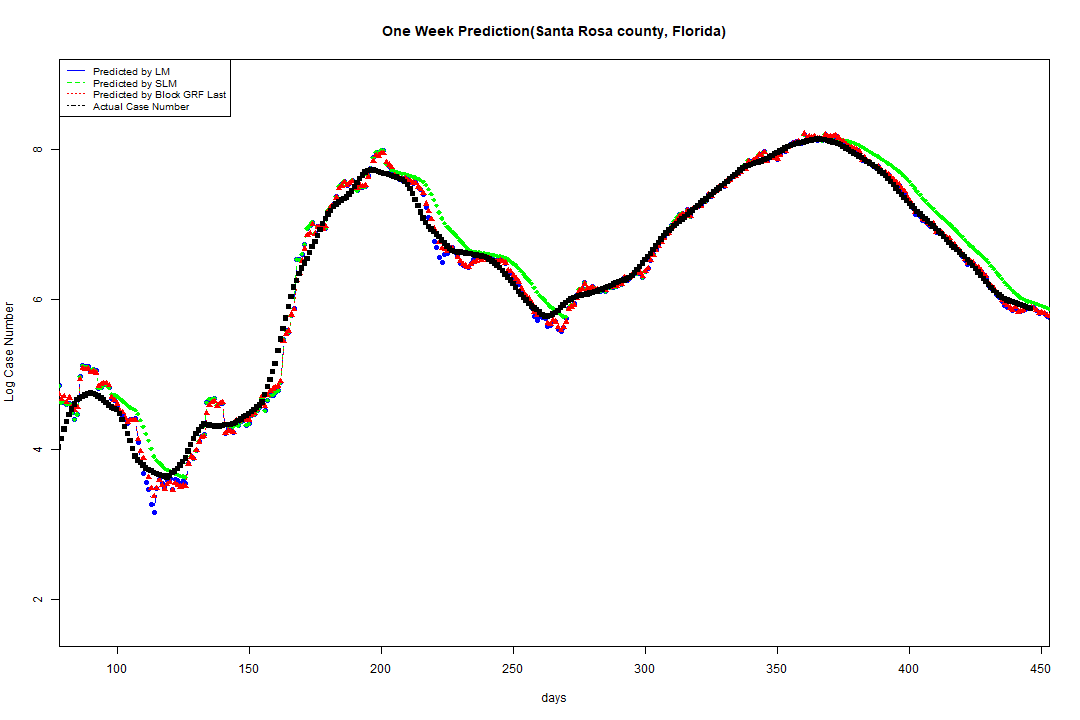 One Week Prediction(Santa Rosa county, Florida)
Predicted by LM
Predicted by SLM
Predicted by Block GRF Last
Actual Case Number
8
6
4
2
Log Case Number
100 150 200 250 300 350 400 450
days